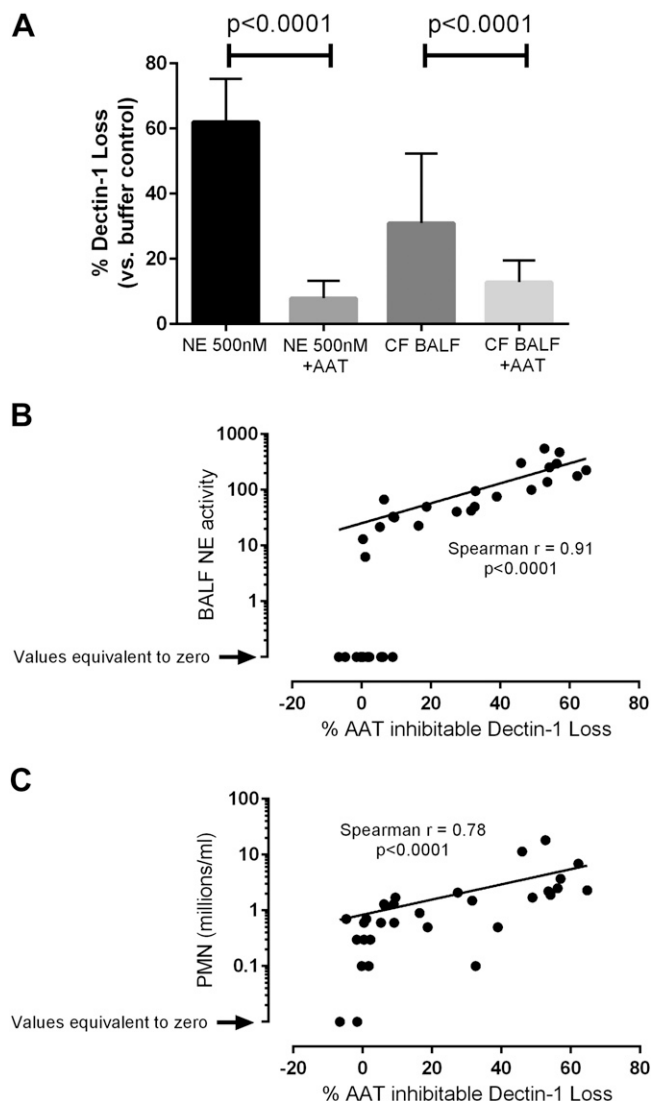 A
p<0.0001 p<0.0001
% Dectin-1 Loss
(vs. buffer control)
80
60
40
20
0
NE 500nM NE 500nM CF BALF CF BALF
+AAT +AAT
B
BALF NE activity
1000
100
10
1
Spearman r = 0.91
p<0.0001
Values equivalent to zero
-20 0 20 40 60 80
% AAT inhibitable Dectin-1 Loss
C
PMN (millions/ml)
100
10
1
0.1
Spearman r = 0.78
p<0.0001
Values equivalent to zero
-20 0 20 40 60 80
% AAT inhibitable Dectin-1 Loss